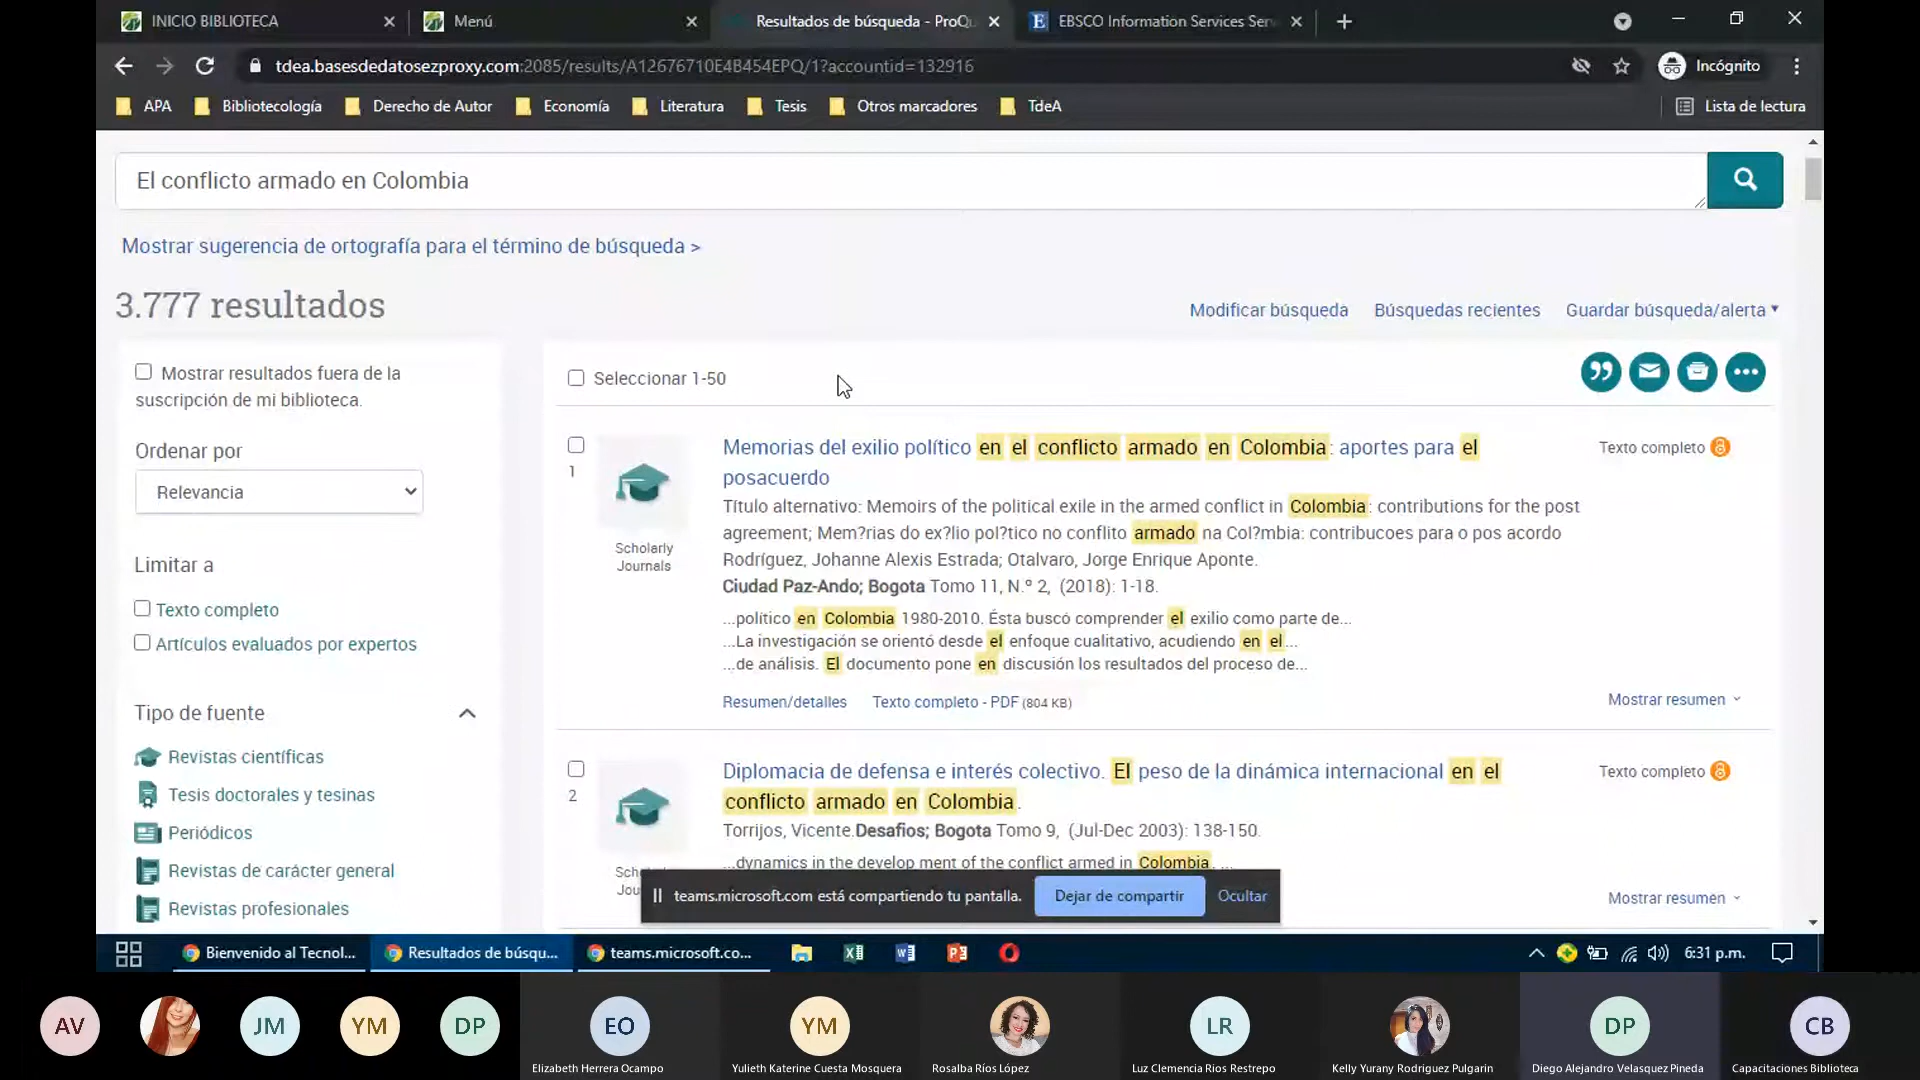 INICIO BIBLIOTECA
Menú
Resultados de búsqueda - ProQu
EBSCO Information Services Serv
tdea.basesdedatosezproxy.com:2085/results/A12676710E4B454EPQ/1?accountid=132916
Incógnito
APA
Bibliotecología
Derecho de Autor
Economía
Literatura
Tesis
Otros marcadores
TdeA
Lista de lectura
El conflicto armado en Colombia
Mostrar sugerencia de ortografía para el término de búsqueda >
3.777 resultados
Modificar búsqueda
Búsquedas recientes
Guardar búsqueda/alerta
Mostrar resultados fuera de la
suscripción de mi biblioteca.
Ordenar por
Relevancia
Limitar a
Texto completo
Artículos evaluados por expertos
Tipo de fuente
Revistas científicas
Tesis doctorales y tesinas
Periódicos
Revistas de carácter general
Revistas profesionales
Seleccionar 1-50
1
Scholarly
Journals
Memorias del exilio político en el conflicto armado en Colombia: aportes para el
posacuerdo
Texto completo
Título alternativo: Memoirs of the political exile in the armed conflict in Colombia: contributions for the post
agreement; Mem?rias do ex?lio pol?tico no conflito armado na Col?mbia: contribucoes para o pos acordo
Rodríguez, Johanne Alexis Estrada; Otalvaro, Jorge Enrique Aponte.
Ciudad Paz-Ando; Bogota Tomo 11, N.º 2, (2018): 1-18.
...político en Colombia 1980-2010. Ésta buscó comprender el exilio como parte de...
...La investigación se orientó desde el enfoque cualitativo, acudiendo en el...
...de análisis. El documento pone en discusión los resultados del proceso de...
Resumen/detalles
Texto completo - PDF (804 KB)
Mostrar resumen
2
Diplomacia de defensa e interés colectivo. El peso de la dinámica internacional en el
conflicto armado en Colombia.
Texto completo
Torrijos, Vicente.Desafios; Bogota Tomo 9, (Jul-Dec 2003): 138-150.
...dynamics in the develop ment of the conflict armed in Colombia. ...
Sch
Jou
Mostrar resumen
teams.microsoft.com está compartiendo tu pantalla.
Dejar de compartir
Ocultar
Bienvenido al Tecnol...
Resultados de búsqu...
teams.microsoft.co...
6:31 p.m.
AV
JM
YM
DP
EO
YM
LR
DP
CB
Elizabeth Herrera Ocampo
Yulieth Katerine Cuesta Mosquera
Rosalba Ríos López
Luz Clemencia Rios Restrepo
Kelly Yurany Rodriguez Pulgarin
Diego Alejandro Velasquez Pineda
Capacitaciones Biblioteca